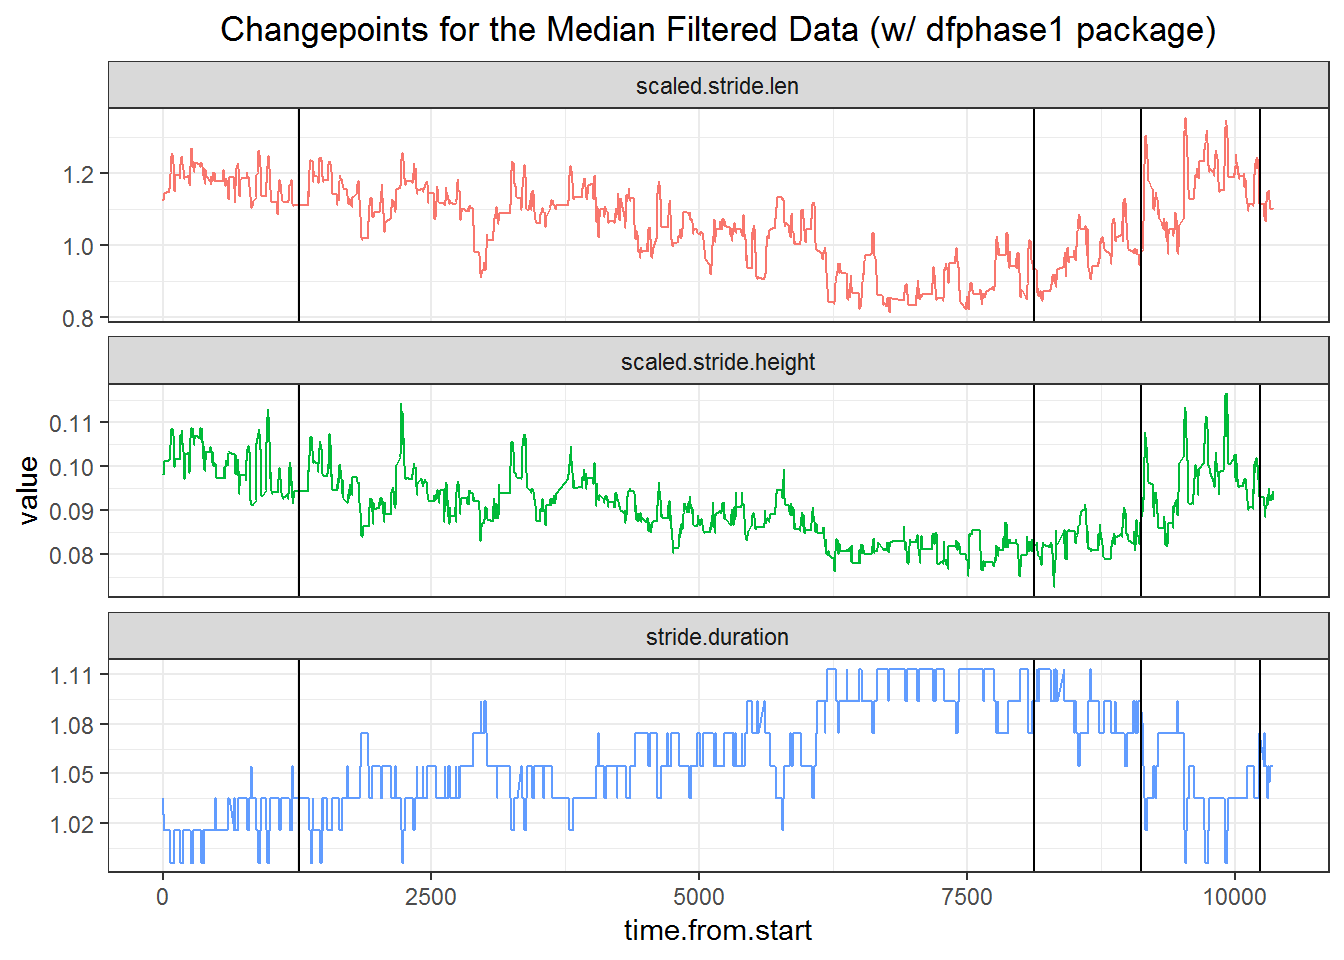 Changepoints for the Median Filtered Data (w/ dfphase1 package)
scaled.stride.len
1.2
1.0
0.8
scaled.stride.height
0.11
0.10
0.09
0.08
value
stride.duration
1.11
1.08
1.05
1.02
0 2500 5000 7500 10000
time.from.start